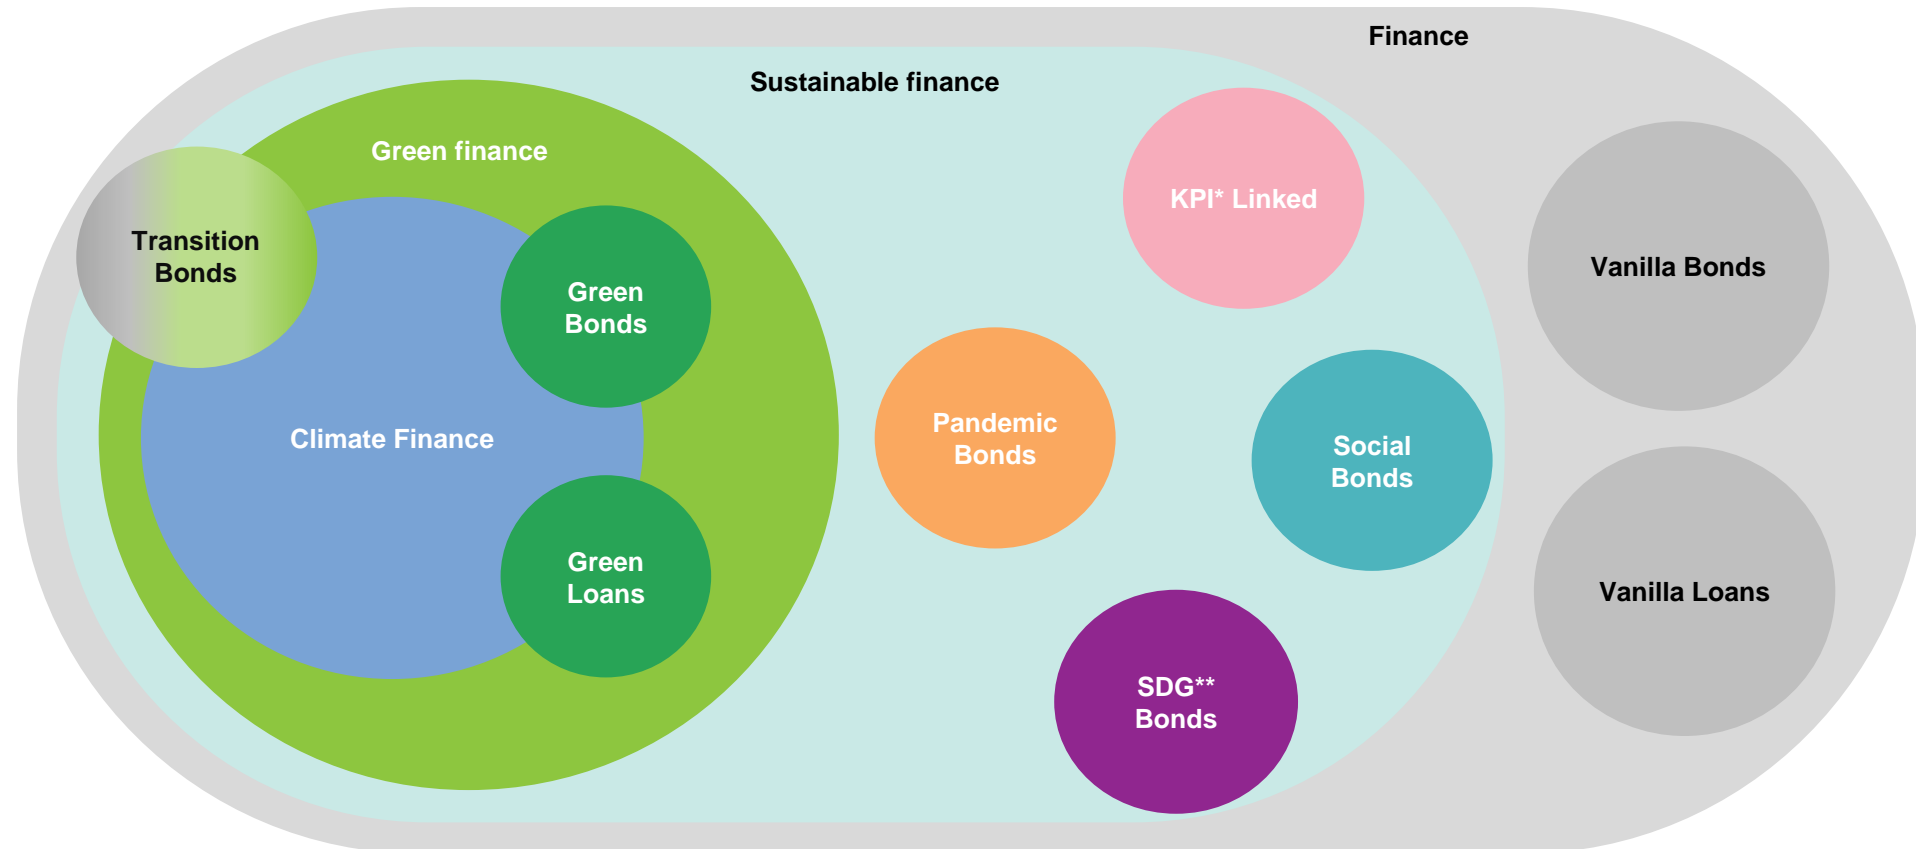 Finance
Sustainable finance
Green finance
KPI* Linked
Transition
Bonds
Vanilla Bonds
Green
Bonds
Climate Finance
Pandemic
Bonds
Social
Bonds
Green
Loans
Vanilla Loans
SDG**
Bonds